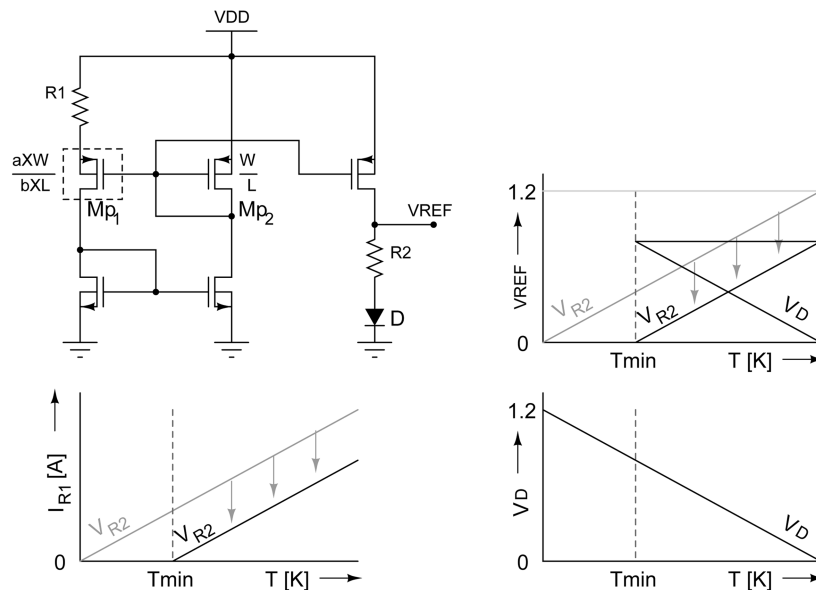 VDD
R1
aXW
bXL
Mp1
W
L
Mp2
VREF
R2
D
1.2
VREF
0
VR2
VR2
VD
Tmin
T [K]
IR1 [A]
0
VR2
VR2
Tmin
T [K]
1.2
VD
0
VD
Tmin
T [K]